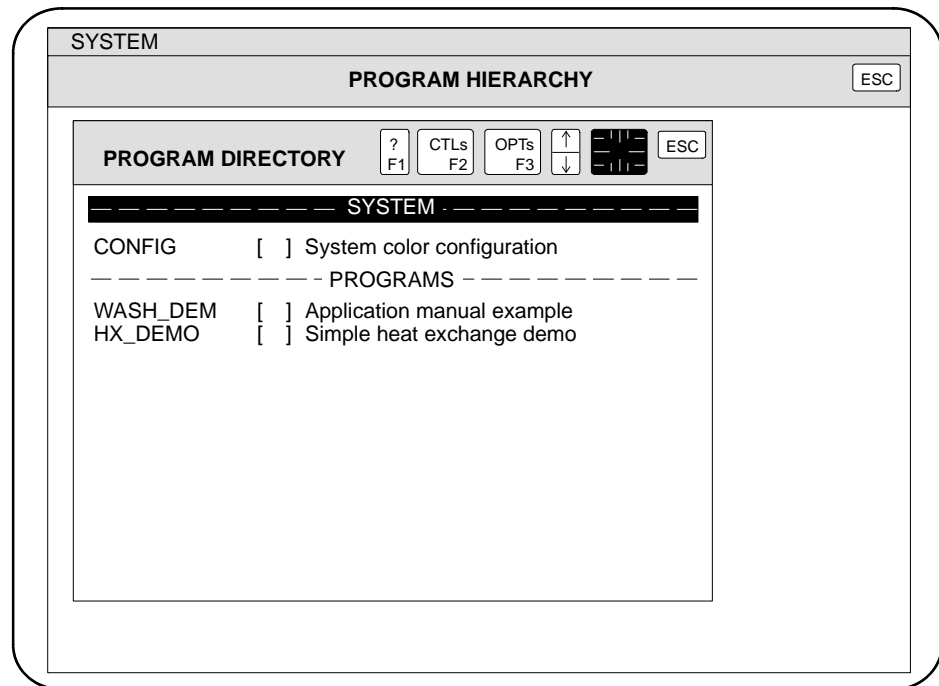 SYSTEM
PROGRAM HIERARCHY ESC
PROGRAM DIRECTORY ? F1 CTLs F2 OPTs F3 ↑ ↓ ESC
SYSTEM
CONFIG [ ] System color configuration
PROGRAMS
WASH_DEM [ ] Application manual example
HX_DEMO [ ] Simple heat exchange demo